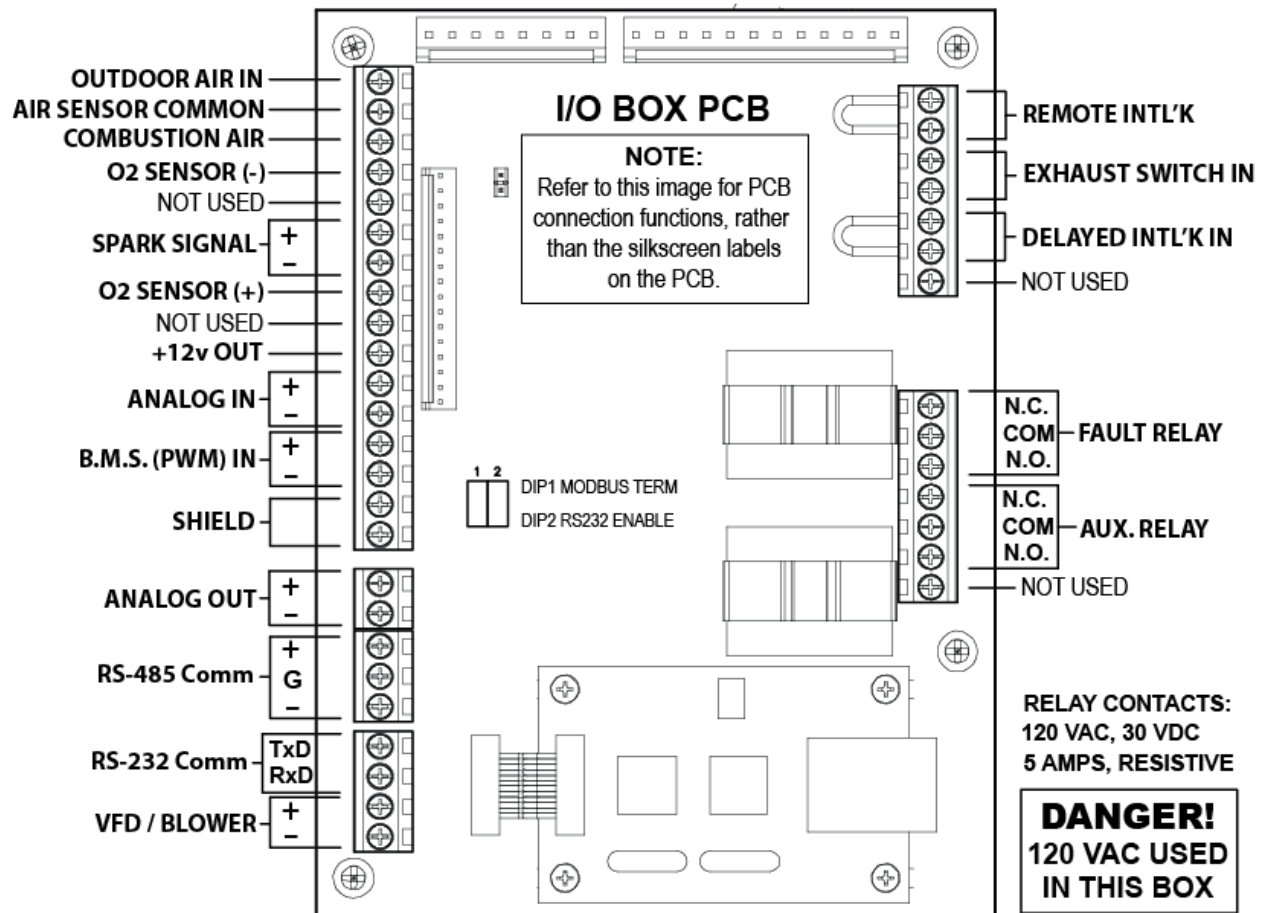 OUTDOOR AIR IN
AIR SENSOR COMMON
COMBUSTION AIR
O2 SENSOR (-)
NOT USED
SPARK SIGNAL
+
–
O2 SENSOR (+)
NOT USED
+12v OUT
ANALOG IN
+
–
B.M.S. (PWM) IN
+
–
SHIELD
ANALOG OUT
+
–
RS-485 Comm
+
G
–
RS-232 Comm
TxD
RxD
VFD / BLOWER
+
–
I/O BOX PCB
NOTE:
Refer to this image for PCB
connection functions, rather
than the silkscreen labels
on the PCB.
1 2
DIP1 MODBUS TERM
DIP2 RS232 ENABLE
REMOTE INTL'K
EXHAUST SWITCH IN
DELAYED INTL'K IN
NOT USED
N.C.
COM
N.O.
FAULT RELAY
N.C.
COM
N.O.
AUX. RELAY
NOT USED
RELAY CONTACTS:
120 VAC, 30 VDC
5 AMPS, RESISTIVE
DANGER!
120 VAC USED
IN THIS BOX